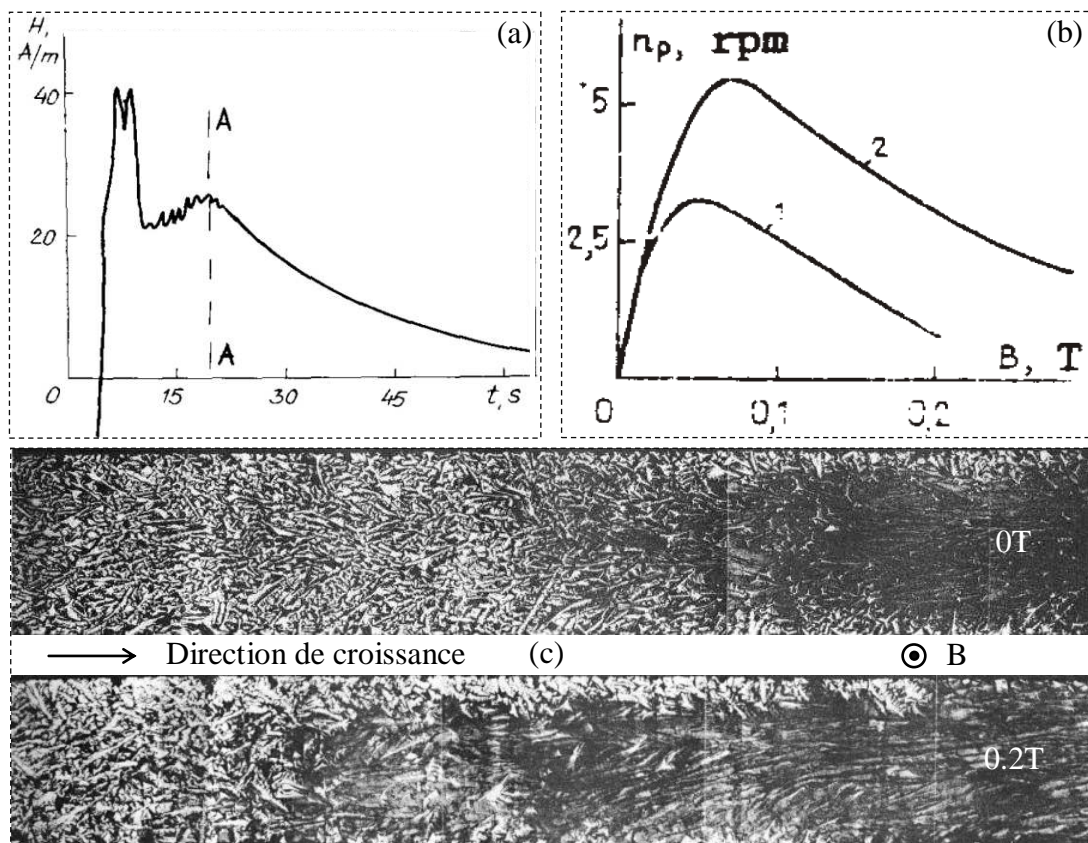 (a)
H,
A/m
40
20
0
15
30
45
t,s
A
A
(b)
n_p, rpm
5
2,5
0
0,1
0,2
B, T
1
2
0T
Direction de croissance (c) B
0.2T